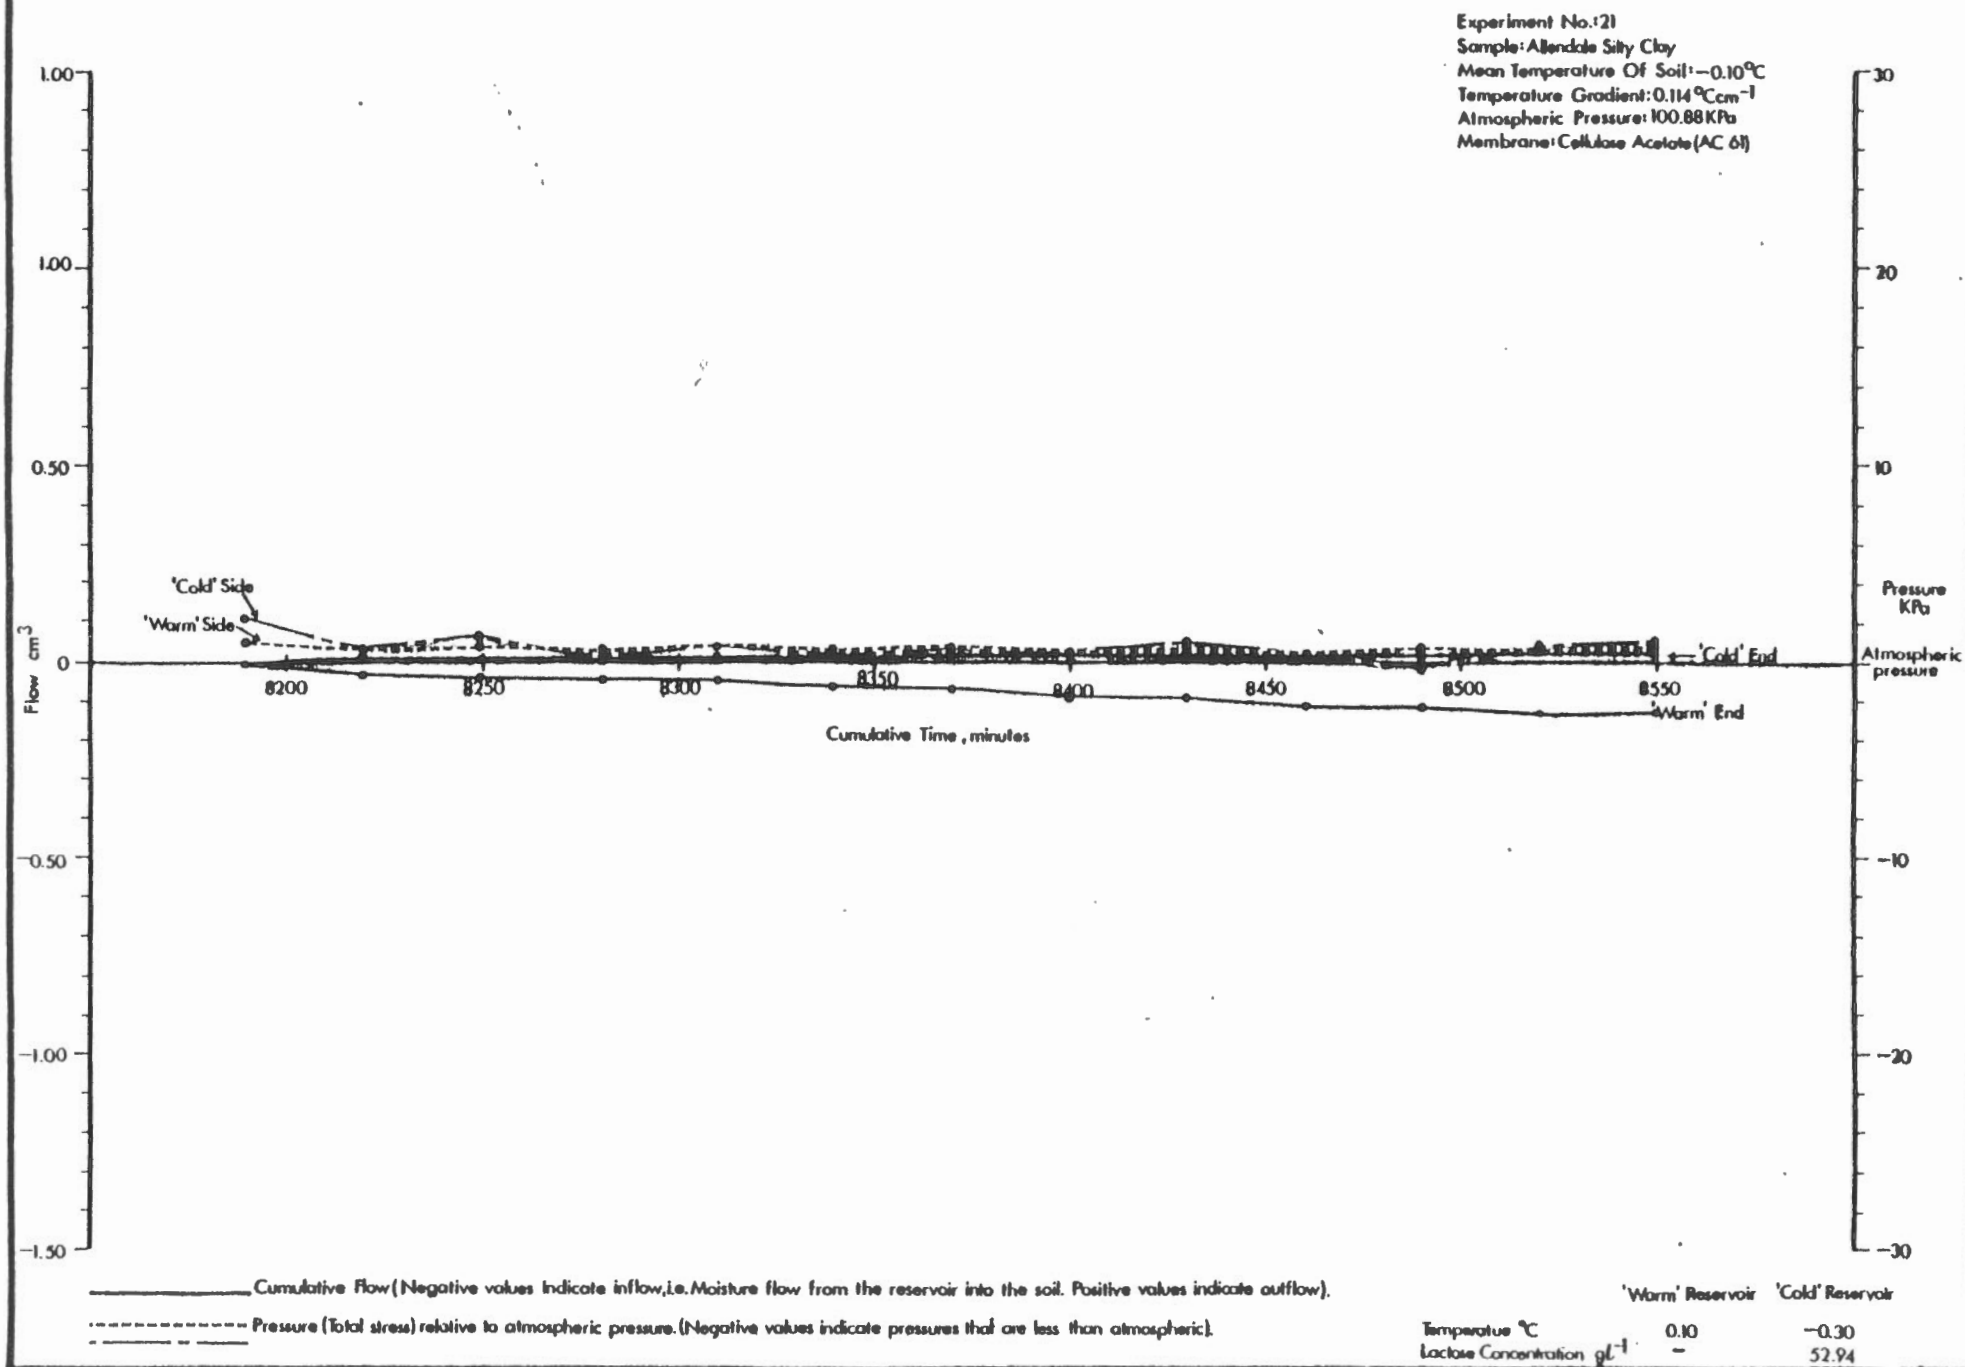 Experiment No.:21
Sample: Allendale Silty Clay
Mean Temperature Of Soil: -0.10°C
Temperature Gradient: 0.114°Ccm⁻¹
Atmospheric Pressure: 100.88KPa
Membrane: Cellulose Acetate (AC 61)
1.00
1.00
0.50
0
-0.50
-1.00
-1.50
Flow cm³
30
20
10
Pressure
KPa
Atmospheric
pressure
-10
-20
-30
'Cold' Side
'Warm' Side
'Cold' End
'Warm' End
8200 8250 8300 8350 8400 8450 8500 8550
Cumulative Time, minutes
Cumulative Flow (Negative values indicate inflow, i.e. Moisture flow from the reservoir into the soil. Positive values indicate outflow).
Pressure (Total stress) relative to atmospheric pressure. (Negative values indicate pressures that are less than atmospheric).
'Warm' Reservoir 'Cold' Reservoir
Temperatue °C 0.10 -0.30
Lactose Concentration gL⁻¹ - 52.94